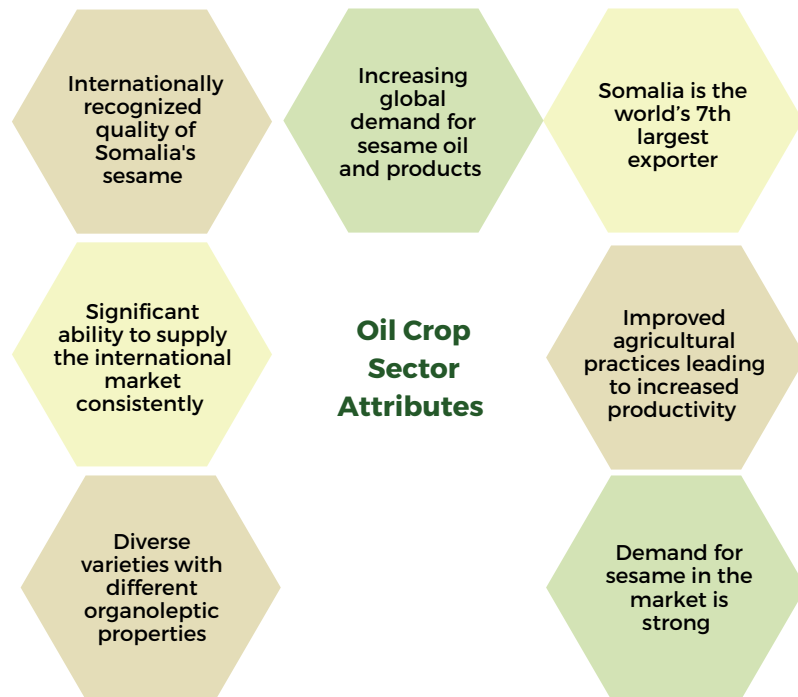 Internationally
recognized
quality of
Somalia's
sesame
Increasing
global
demand for
sesame oil
and products
Somalia is the
world’s 7th
largest
exporter
Significant
ability to supply
the international
market
consistently
Oil Crop
Sector
Attributes
Improved
agricultural
practices leading
to increased
productivity
Diverse
varieties with
different
organoleptic
properties
Demand for
sesame in the
market is
strong